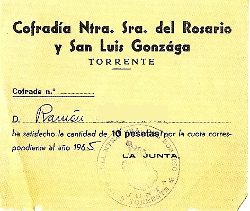 Cofradía Ntra. Sra. del Rosario
y San Luis Gonzága
TORRENTE
Cofrade n.º
D. Ramón
ha satisfecho la cantidad de 10 pesetas por la cuota corres-
pondiente al año 1965
LA JUNTA,